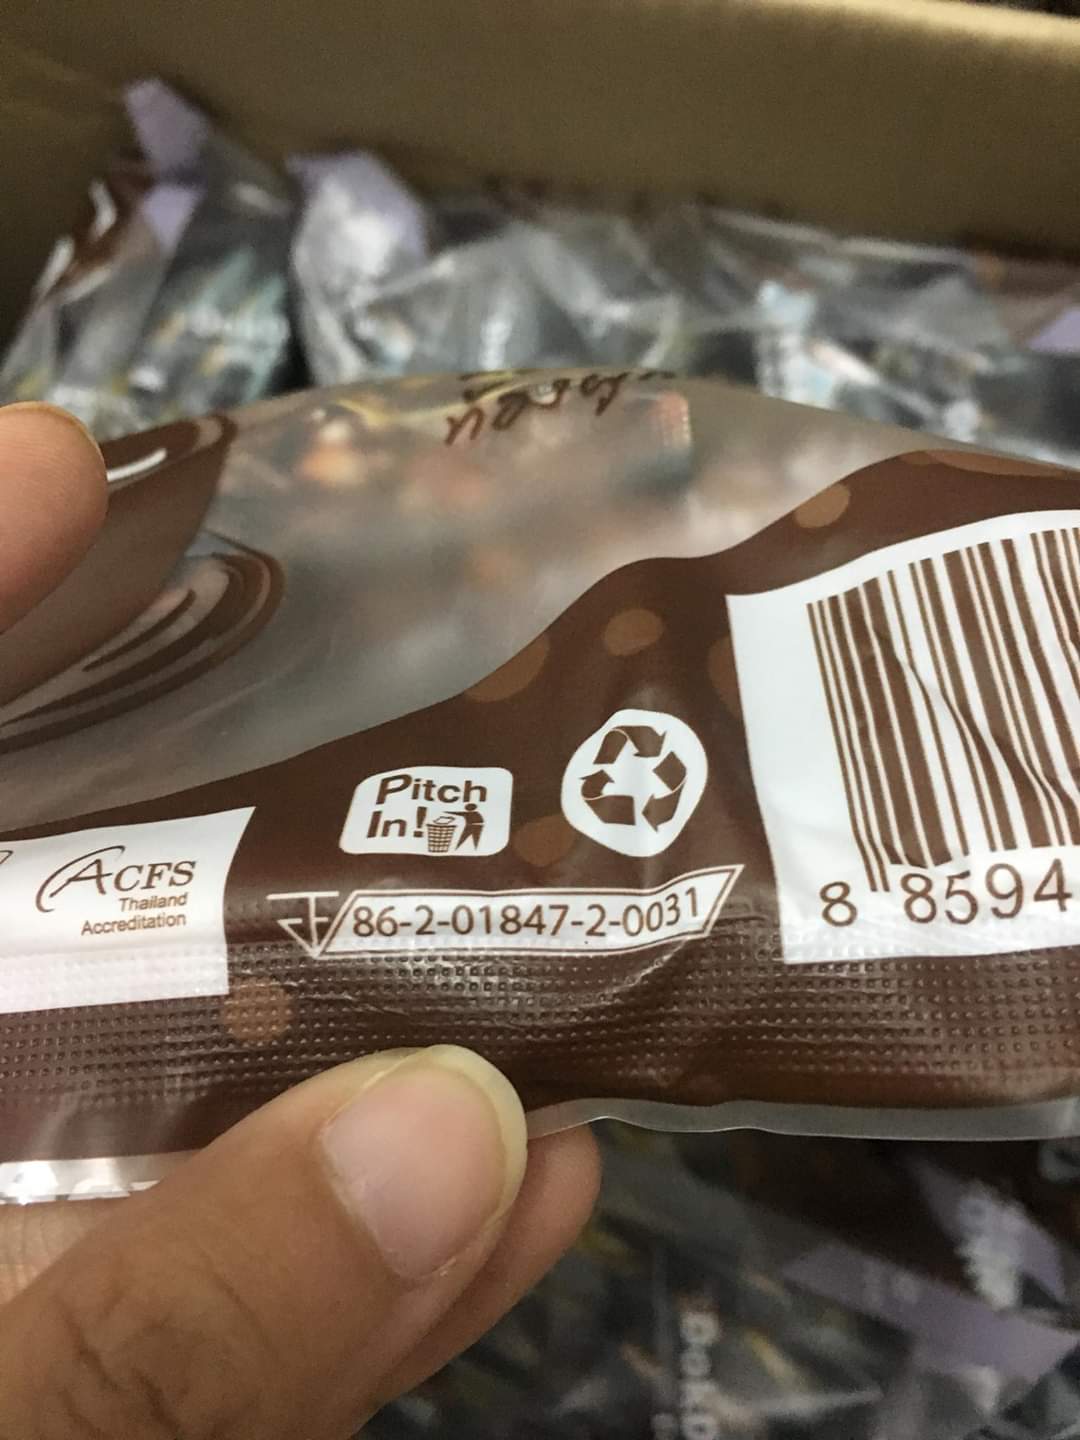 Pitch
In!
ACFS
Thailand
Accreditation
86-2-01847-2-0031
8 8594